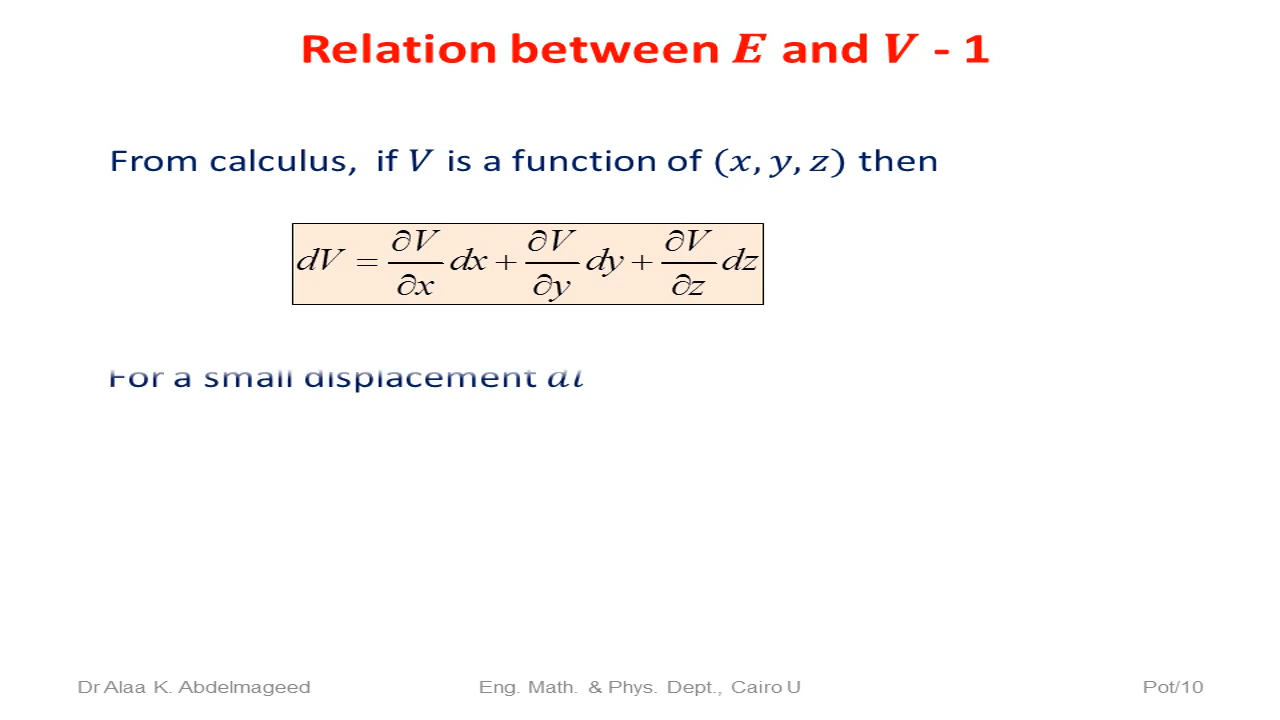 Relation between E and V - 1
From calculus, if V is a function of (x, y, z) then
dV = ∂V/∂x dx + ∂V/∂y dy + ∂V/∂z dz
For a small displacement dl
Dr Alaa K. Abdelmageed Eng. Math. & Phys. Dept., Cairo U Pot/10